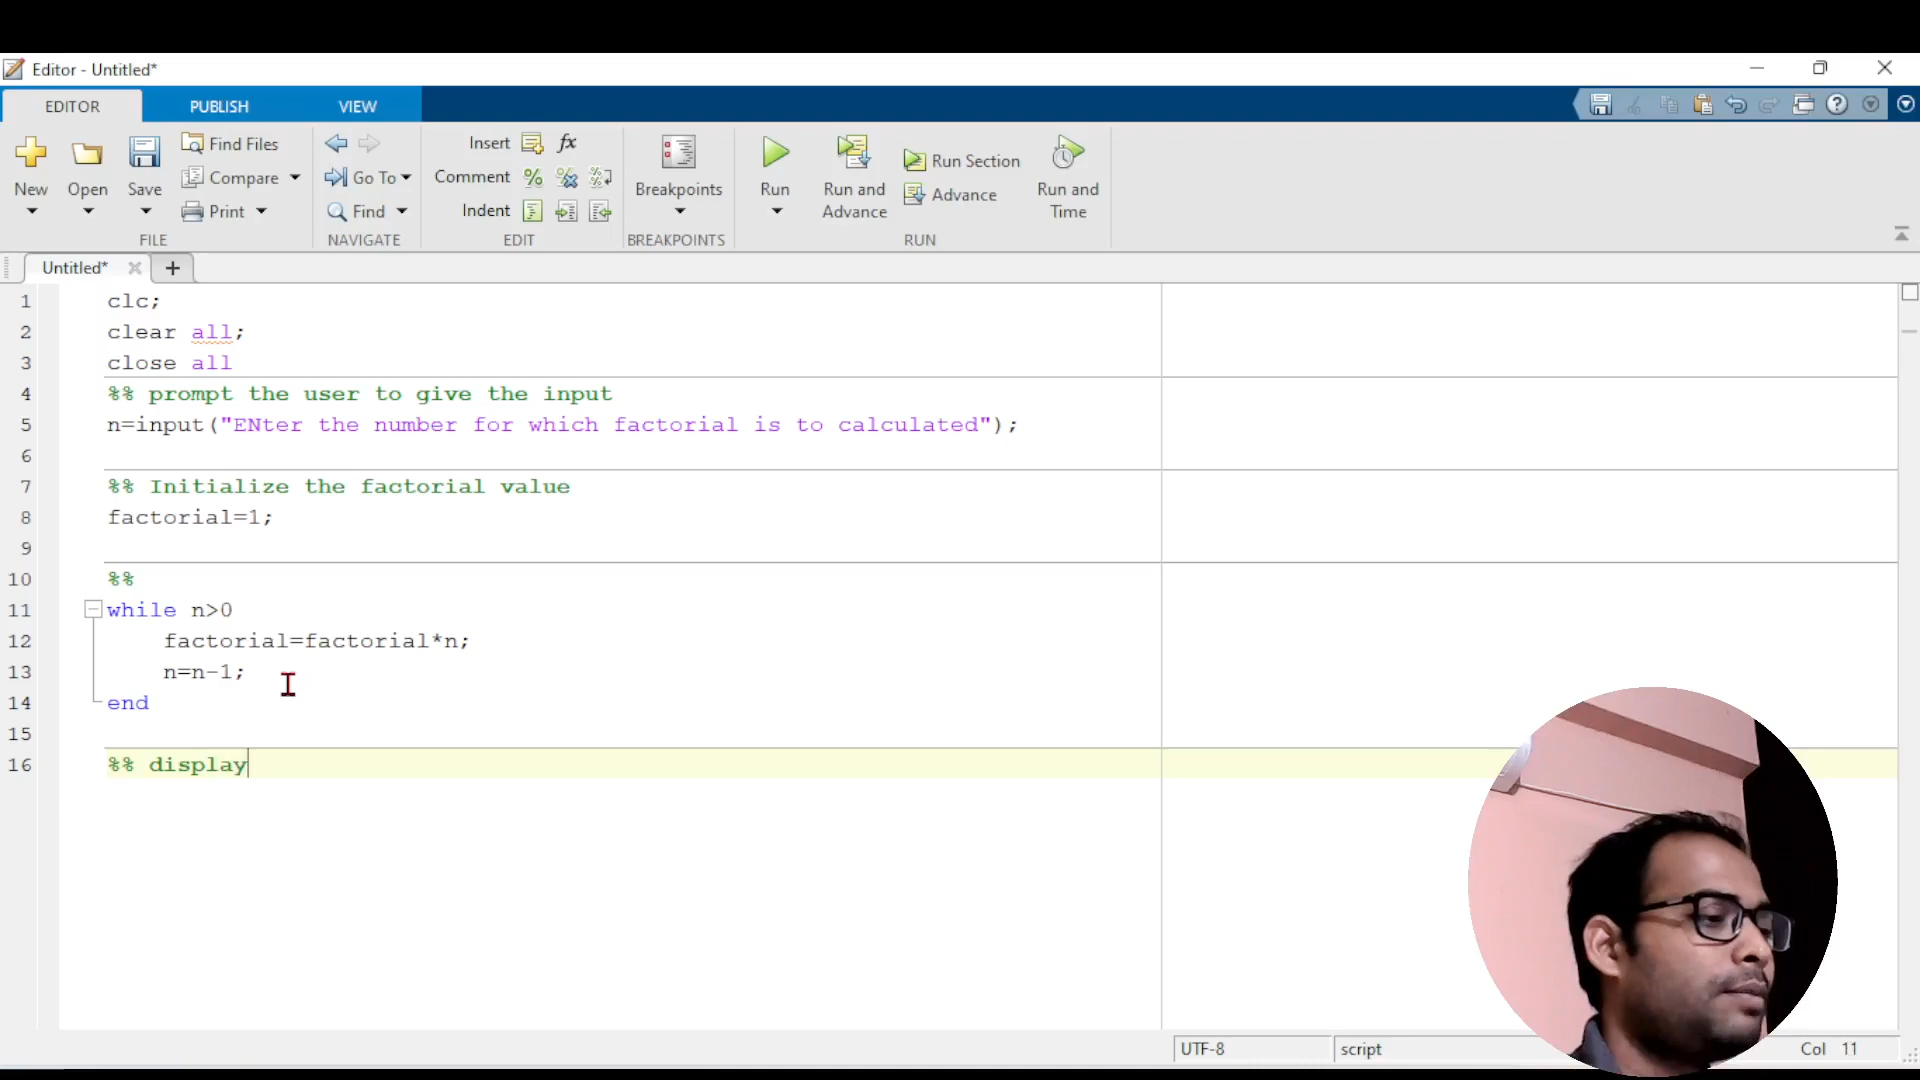 Editor - Untitled*
EDITOR PUBLISH VIEW
New Open Save Find Files Compare Print
FILE
Go To Find
NAVIGATE
Insert fx
Comment
Indent
EDIT
Breakpoints
BREAKPOINTS
Run Run and Advance Run Section Advance Run and Time
RUN
Untitled* +
1 clc;
2 clear all;
3 close all
4 %% prompt the user to give the input
5 n=input("ENter the number for which factorial is to calculated");
6
7 %% Initialize the factorial value
8 factorial=1;
9
10 %%
11 while n>0
12 factorial=factorial*n;
13 n=n-1;
14 end
15
16 %% display
UTF-8 script Col 11